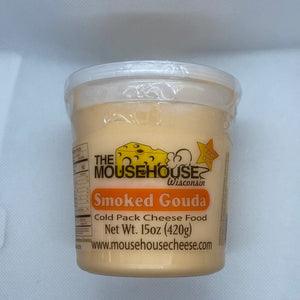 THE
MOUSEHOUSE
Wisconsin
Smoked Gouda
Cold Pack Cheese Food
Net Wt. 15oz (420g)
www.mousehousecheese.com